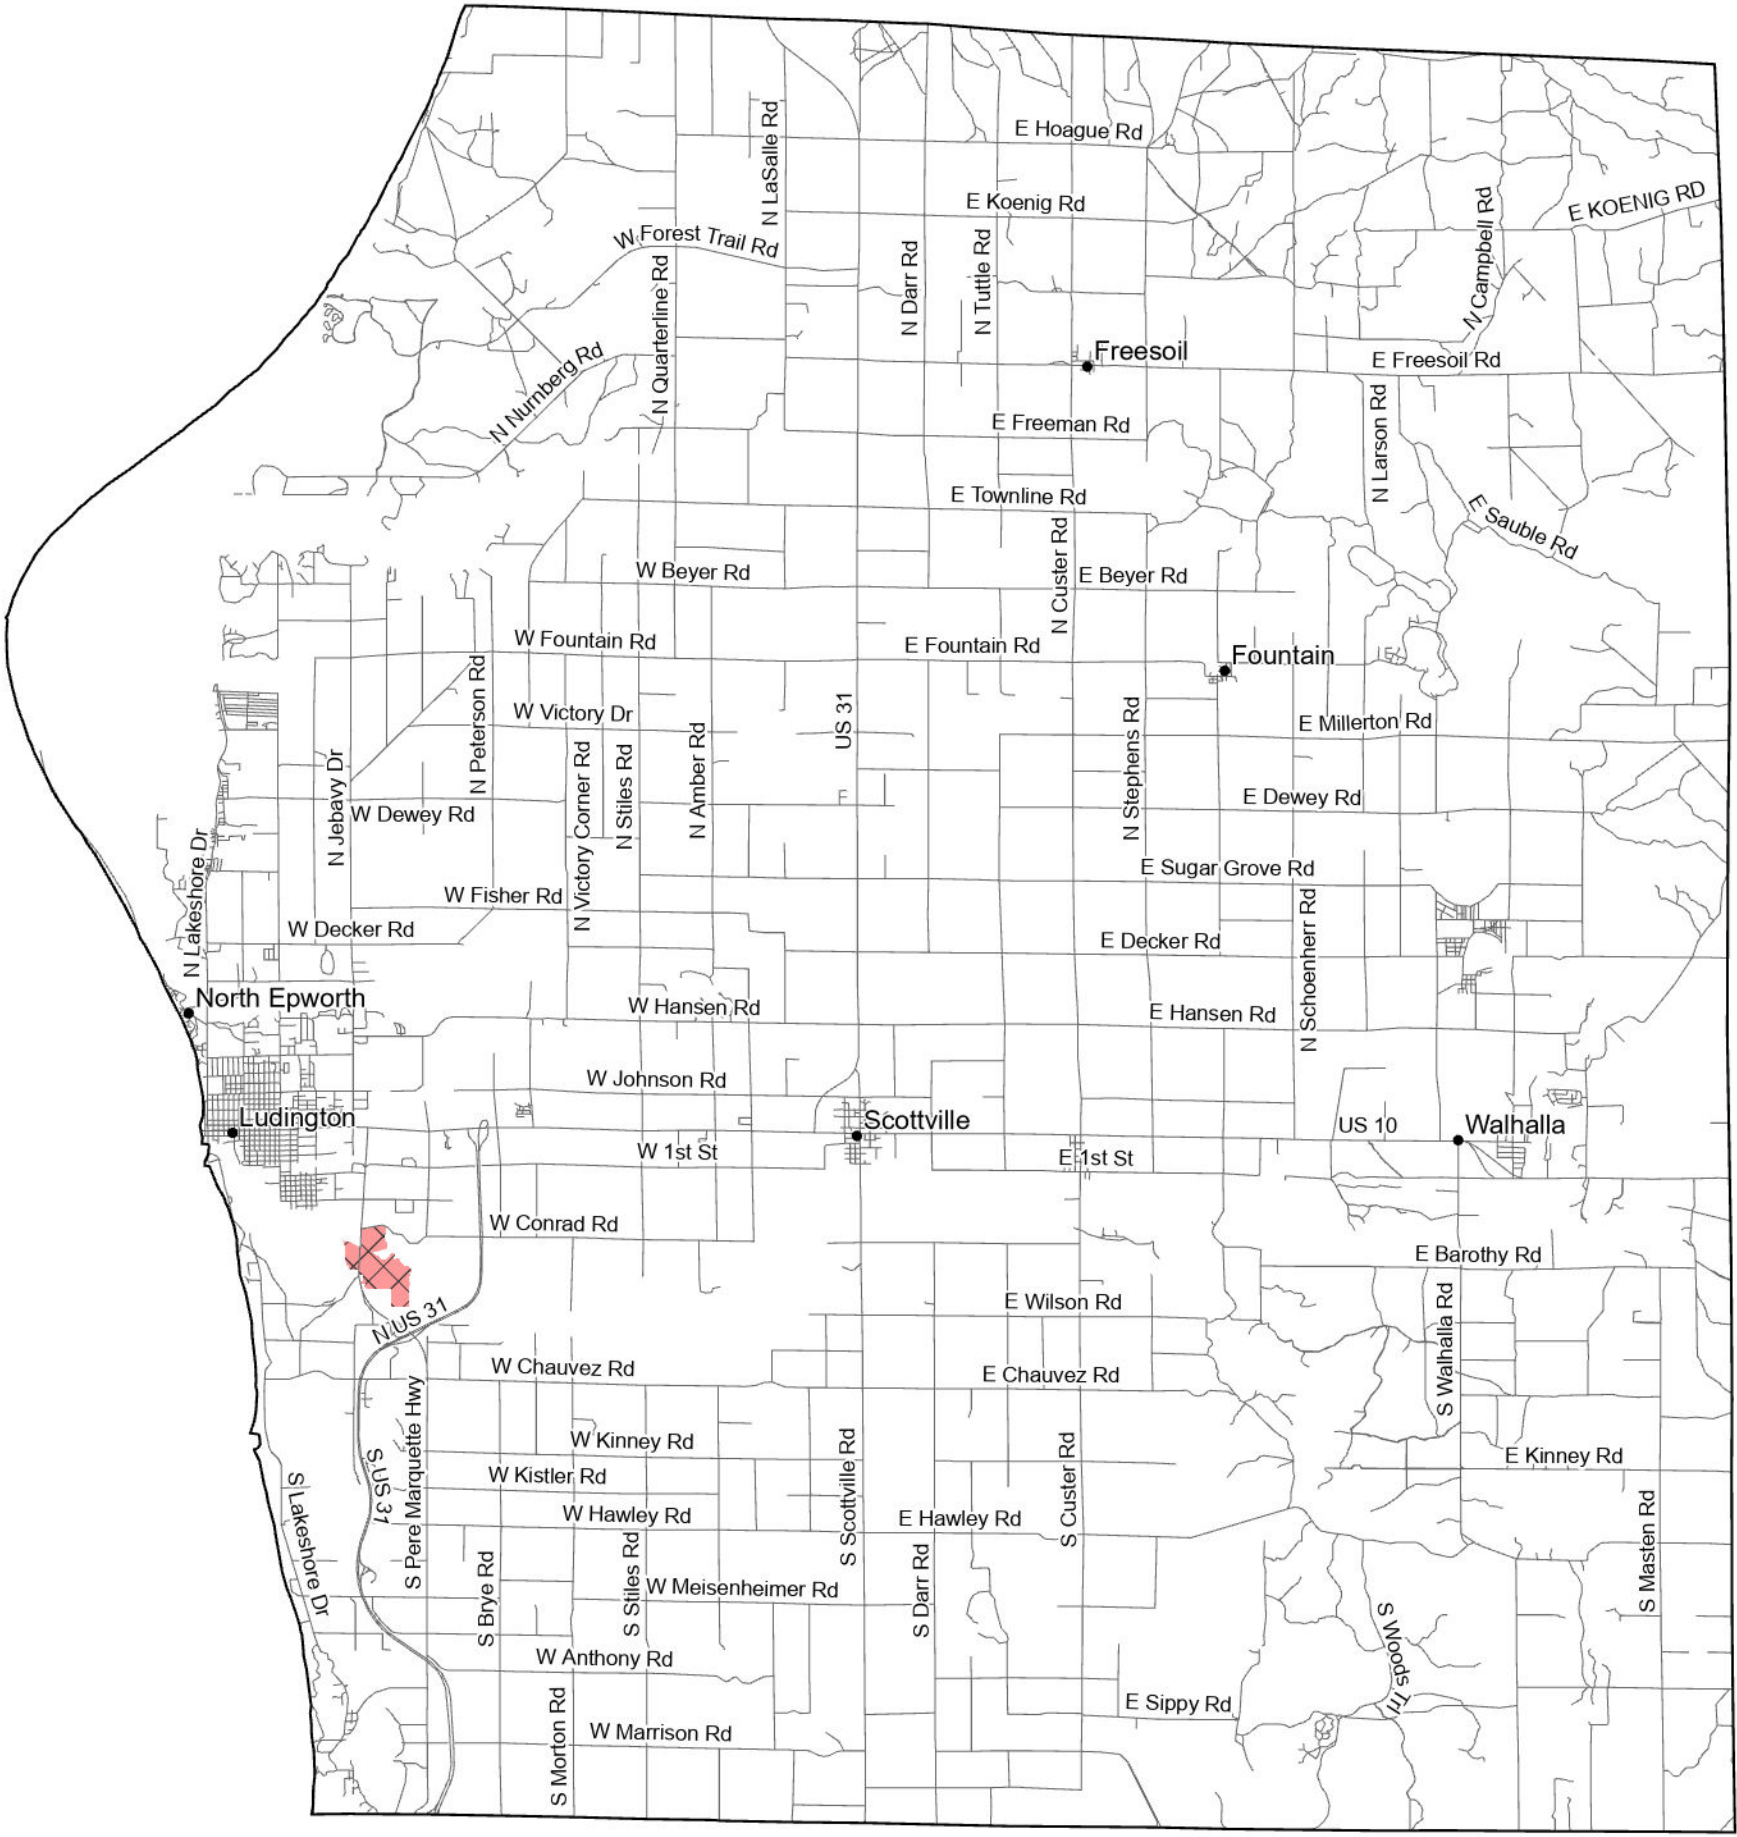 E Hoague Rd
N LaSalle Rd
E Koenig Rd
E KOENIG RD
N Campbell Rd
W Forest Trail Rd
N Darr Rd
N Tuttle Rd
N Quarterline Rd
Freesoil
E Freesoil Rd
N Nurnberg Rd
N Larson Rd
E Freeman Rd
E Townline Rd
E Sauble Rd
N Custer Rd
W Beyer Rd
E Beyer Rd
W Fountain Rd
E Fountain Rd
Fountain
N Peterson Rd
W Victory Dr
US 31
N Stephens Rd
E Millerton Rd
N Jebavy Dr
N Victory Corner Rd
N Stiles Rd
N Amber Rd
W Dewey Rd
E Dewey Rd
N Lakeshore Dr
E Sugar Grove Rd
W Fisher Rd
W Decker Rd
E Decker Rd
N Schoenherr Rd
North Epworth
W Hansen Rd
E Hansen Rd
W Johnson Rd
Ludington
Scottville
US 10
Walhalla
W 1st St
E 1st St
W Conrad Rd
E Barothy Rd
N US 31
E Wilson Rd
S Walhalla Rd
W Chauvez Rd
E Chauvez Rd
S Pere Marquette Hwy
W Kinney Rd
S Scottville Rd
S Custer Rd
E Kinney Rd
S US 31
W Kistler Rd
S Lakeshore Dr
W Hawley Rd
E Hawley Rd
S Masten Rd
S Brye Rd
S Stiles Rd
W Meisenheimer Rd
S Darr Rd
S Woods Trl
W Anthony Rd
S Morton Rd
E Sippy Rd
W Marrison Rd